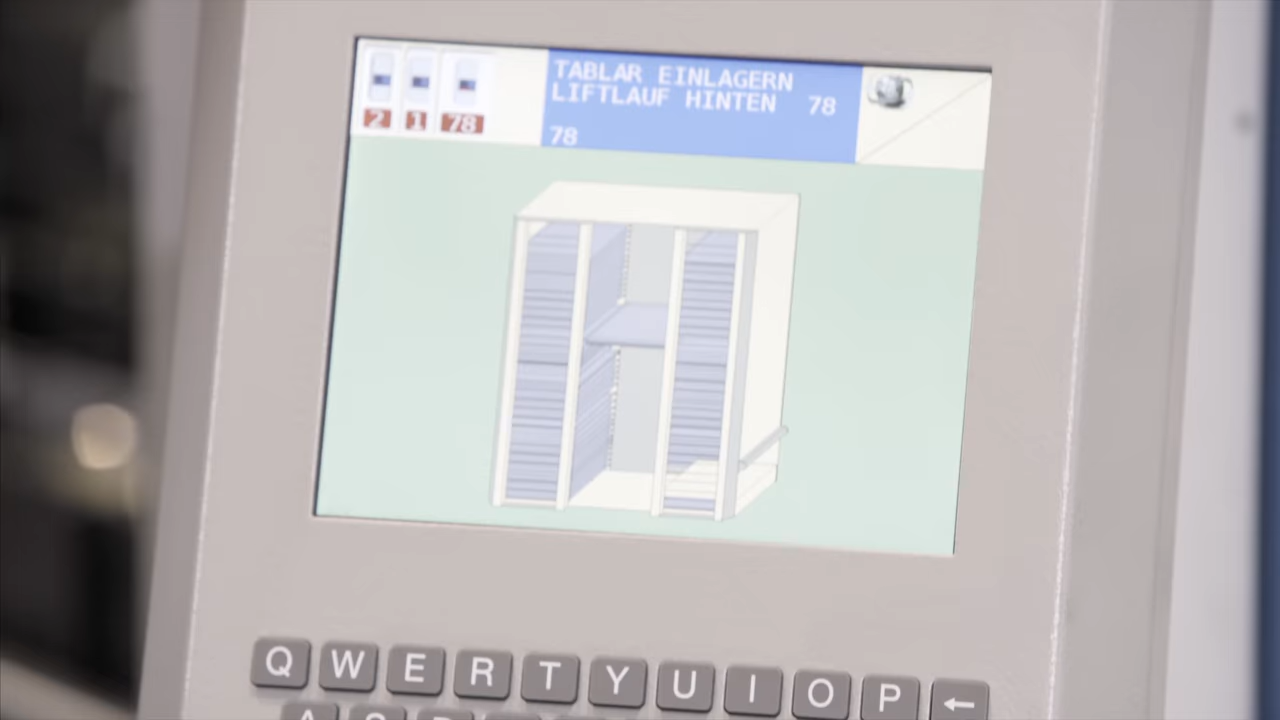 TABLAR EINLAGERN
LIFTLAUF HINTEN 78
78
2 1 78
Q W E R T Y U I O P ←